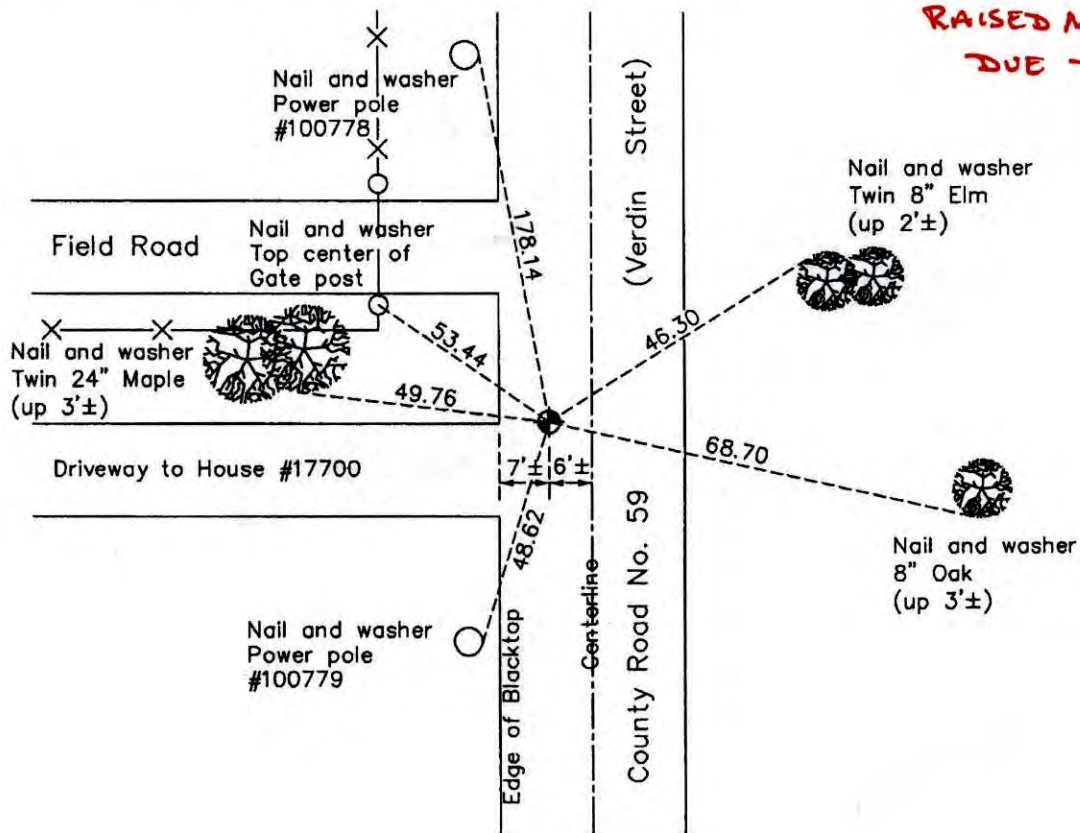 RAISED
DUE
Nail and washer
Power pole
#100778
(Verdin Street)
Nail and washer
Twin 8" Elm
(up 2'±)
178.14
Field Road
Nail and washer
Top center of
Gate post
53.44
46.30
Nail and washer
Twin 24" Maple
(up 3'±)
49.76
68.70
Driveway to House #17700
7'±
6'±
48.62
Nail and washer
8" Oak
(up 3'±)
Nail and washer
Power pole
#100779
Edge of Blacktop
Centerline
County Road No. 59